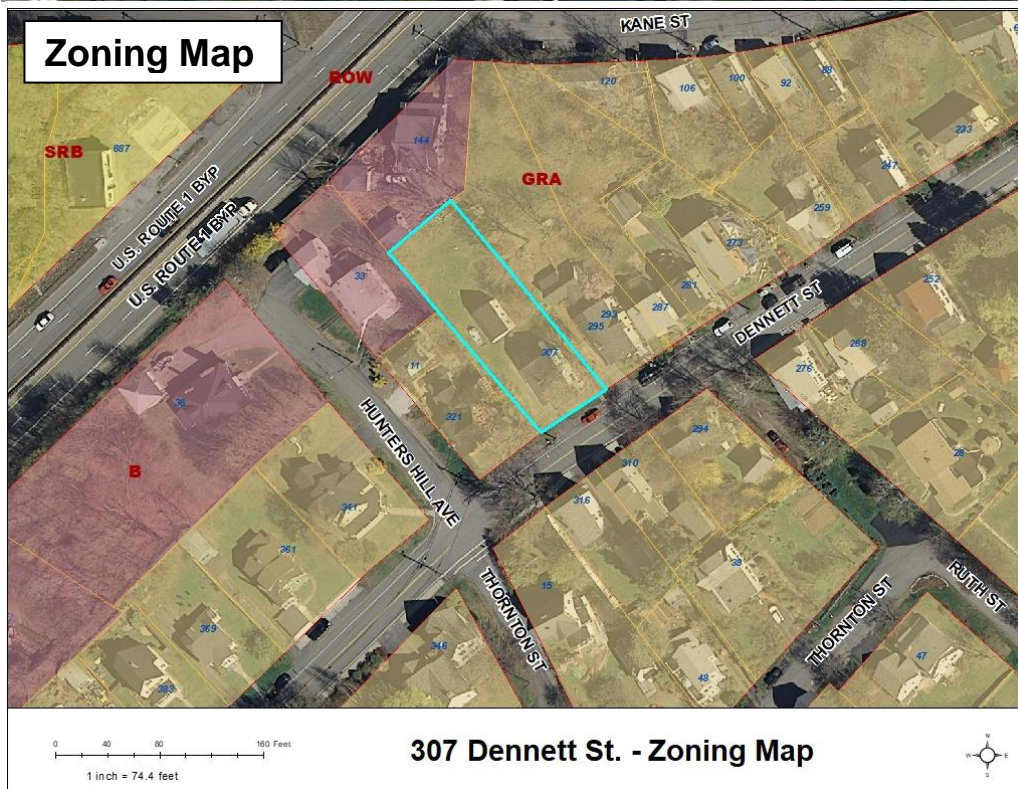 Zoning Map
KANE ST
ROW
SRB
887
U.S. ROUTE 1 BYP
U.S. ROUTE 1 BYP
144
120
106
100
92
88
233
247
259
GRA
273
281
287
293
295
307
33
11
321
DENNETT ST
252
268
276
28
HUNTERS HILL AVE
36
B
341
361
369
383
294
310
316
15
38
THORNTON ST
THORNTON ST
RUTH ST
346
48
47
0 40 80 160 Feet
1 inch = 74.4 feet
307 Dennett St. - Zoning Map
N
W E
S